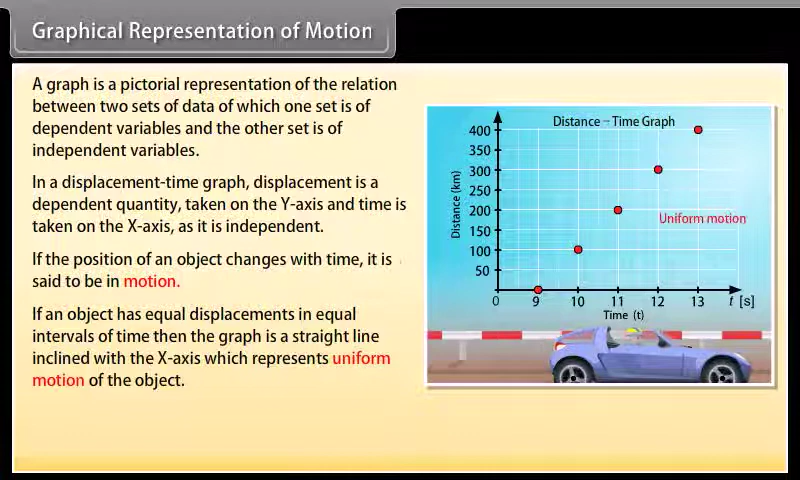 Graphical Representation of Motion
A graph is a pictorial representation of the relation
between two sets of data of which one set is of
dependent variables and the other set is of
independent variables.
In a displacement-time graph, displacement is a
dependent quantity, taken on the Y-axis and time is
taken on the X-axis, as it is independent.
If the position of an object changes with time, it is
said to be in motion.
If an object has equal displacements in equal
intervals of time then the graph is a straight line
inclined with the X-axis which represents uniform
motion of the object.
Distance – Time Graph
Distance (km)
400
350
300
250
200
150
100
50
Uniform motion
0 9 10 11 12 13 t [s]
Time (t)